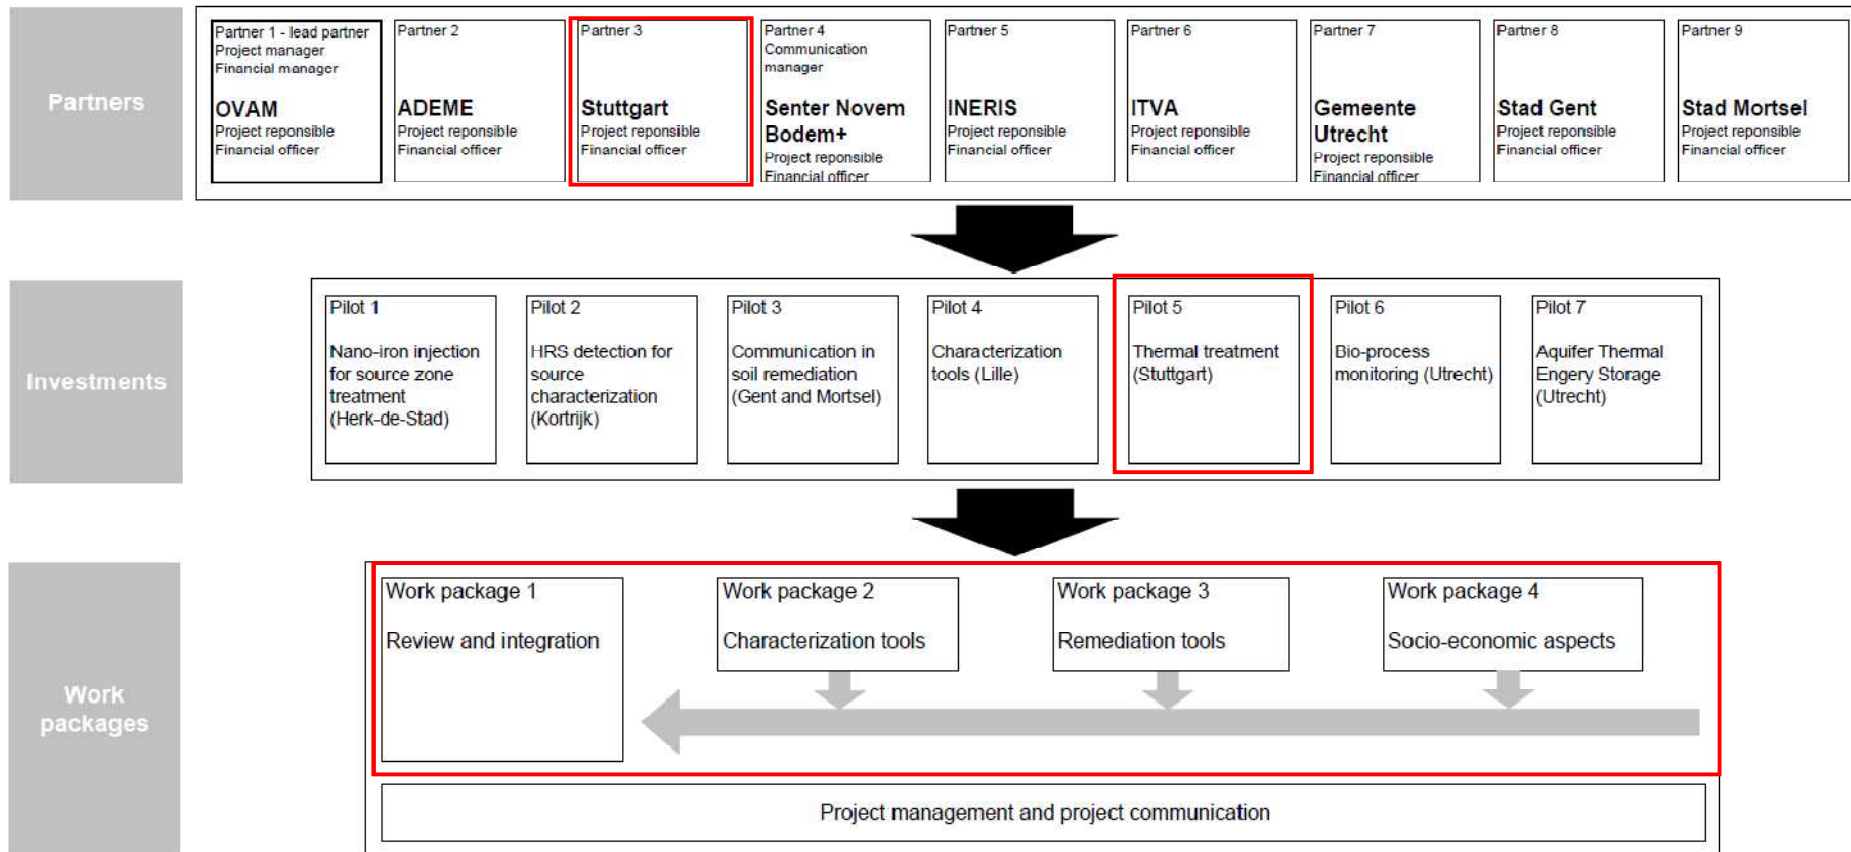 Partners
Partner 1 - lead partner
Project manager
Financial manager
OVAM
Project reponsible
Financial officer
Partner 2
ADEME
Project reponsible
Financial officer
Partner 3
Stuttgart
Project reponsible
Financial officer
Partner 4
Communication
manager
Senter Novem
Bodem+
Project reponsible
Financial officer
Partner 5
INERIS
Project reponsible
Financial officer
Partner 6
ITVA
Project reponsible
Financial officer
Partner 7
Gemeente
Utrecht
Project reponsible
Financial officer
Partner 8
Stad Gent
Project reponsible
Financial officer
Partner 9
Stad Mortsel
Project reponsible
Financial officer
Investments
Pilot 1
Nano-iron injection
for source zone
treatment
(Herk-de-Stad)
Pilot 2
HRS detection for
source
characterization
(Kortrijk)
Pilot 3
Communication in
soil remediation
(Gent and Mortsel)
Pilot 4
Characterization
tools (Lille)
Pilot 5
Thermal treatment
(Stuttgart)
Pilot 6
Bio-process
monitoring (Utrecht)
Pilot 7
Aquifer Thermal
Engery Storage
(Utrecht)
Work
packages
Work package 1
Review and integration
Work package 2
Characterization tools
Work package 3
Remediation tools
Work package 4
Socio-economic aspects
Project management and project communication